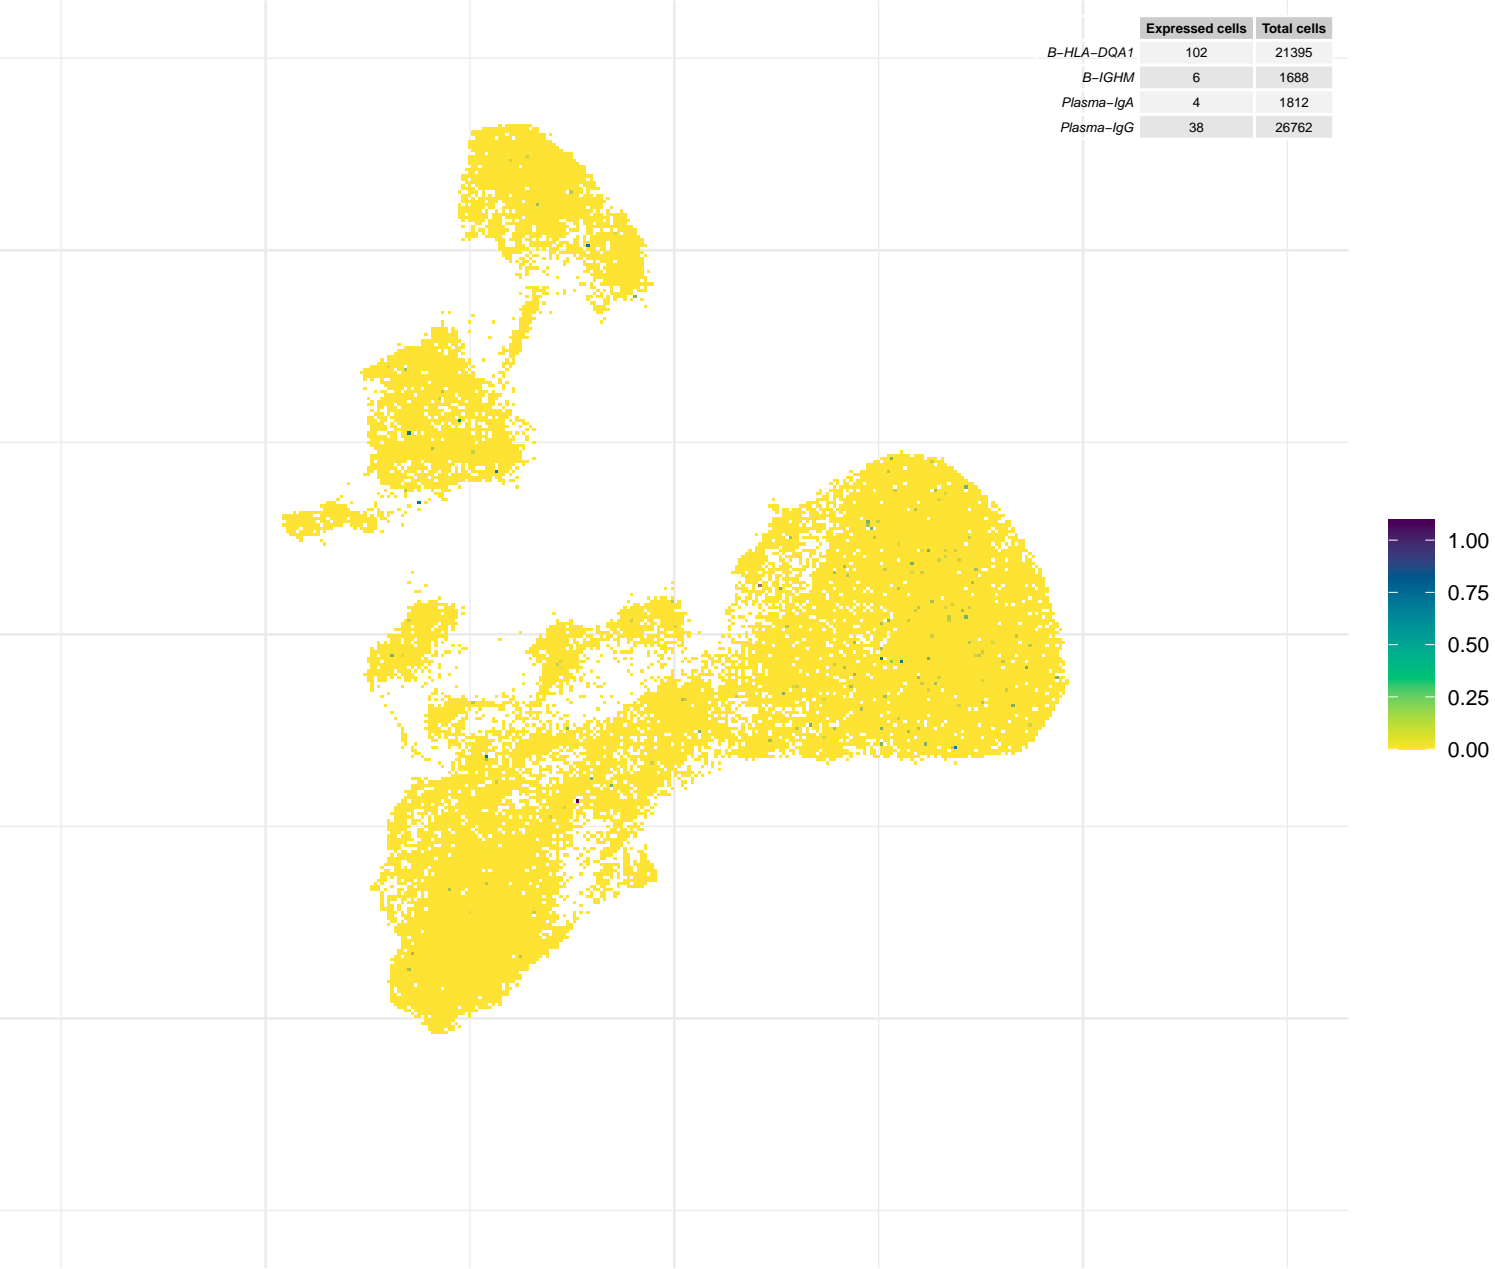 Expressed cells Total cells
B−HLA−DQA1 102 21395
B−IGHM 6 1688
Plasma−IgA 4 1812
Plasma−IgG 38 26762
1.00
0.75
0.50
0.25
0.00